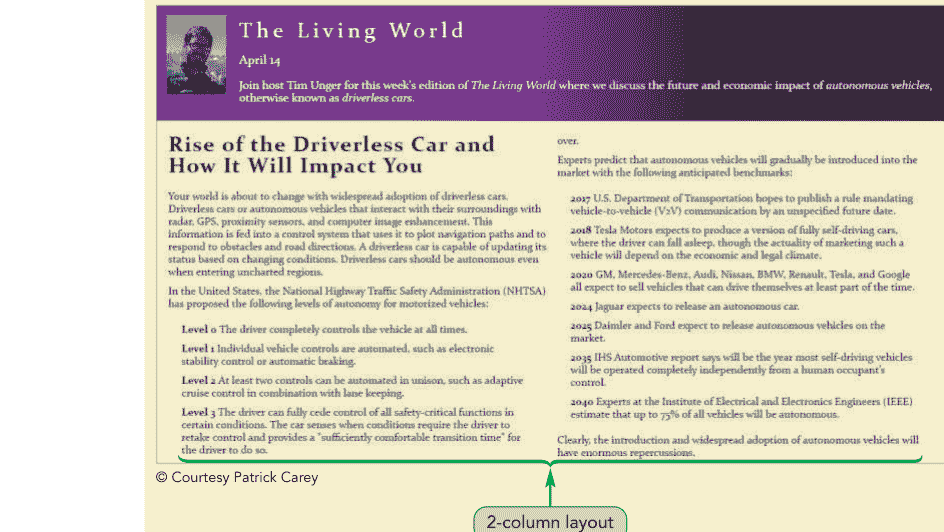 The Living World
April 14
Join host Tim Unger for this week's edition of The Living World where we discuss the future and economic impact of autonomous vehicles,
otherwise known as driverless cars.
Rise of the Driverless Car and
How It Will Impact You
Your world is about to change with widespread adoption of driverless cars.
Driverless cars or autonomous vehicles that interact with their surroundings with
radar, GPS, proximity sensors, and computer image enhancement. This
information is fed into a control system that uses it to plot navigation paths and to
respond to obstacles and road directions. A driverless car is capable of updating its
status based on changing conditions. Driverless cars should be autonomous even
when entering uncharted regions.
In the United States, the National Highway Traffic Safety Administration (NHTSA)
has proposed the following levels of autonomy for motorized vehicles:
Level 0 The driver completely controls the vehicle at all times.
Level 1 Individual vehicle controls are automated, such as electronic
stability control or automatic braking.
Level 2 At least two controls can be automated in unison, such as adaptive
cruise control in combination with lane keeping.
Level 3 The driver can fully cede control of all safety-critical functions in
certain conditions. The car senses when conditions require the driver to
retake control and provides a "sufficiently comfortable transition time" for
the driver to do so.
over.
Experts predict that autonomous vehicles will gradually be introduced into the
market with the following anticipated benchmarks:
2017 U.S. Department of Transportation hopes to publish a rule mandating
vehicle-to-vehicle (V2V) communication by an unspecified future date.
2018 Tesla Motors expects to produce a version of fully self-driving cars,
where the driver can fall asleep, though the actuality of marketing such a
vehicle will depend on the economic and legal climate.
2020 GM, Mercedes-Benz, Audi, Nissan, BMW, Renault, Tesla, and Google
all expect to sell vehicles that can drive themselves at least part of the time.
2024 Jaguar expects to release an autonomous car.
2025 Daimler and Ford expect to release autonomous vehicles on the
market.
2035 IHS Automotive report says will be the year most self-driving vehicles
will be operated completely independently from a human occupant's
control.
2040 Experts at the Institute of Electrical and Electronics Engineers (IEEE)
estimate that up to 75% of all vehicles will be autonomous.
Clearly, the introduction and widespread adoption of autonomous vehicles will
have enormous repercussions.
© Courtesy Patrick Carey
2-column layout